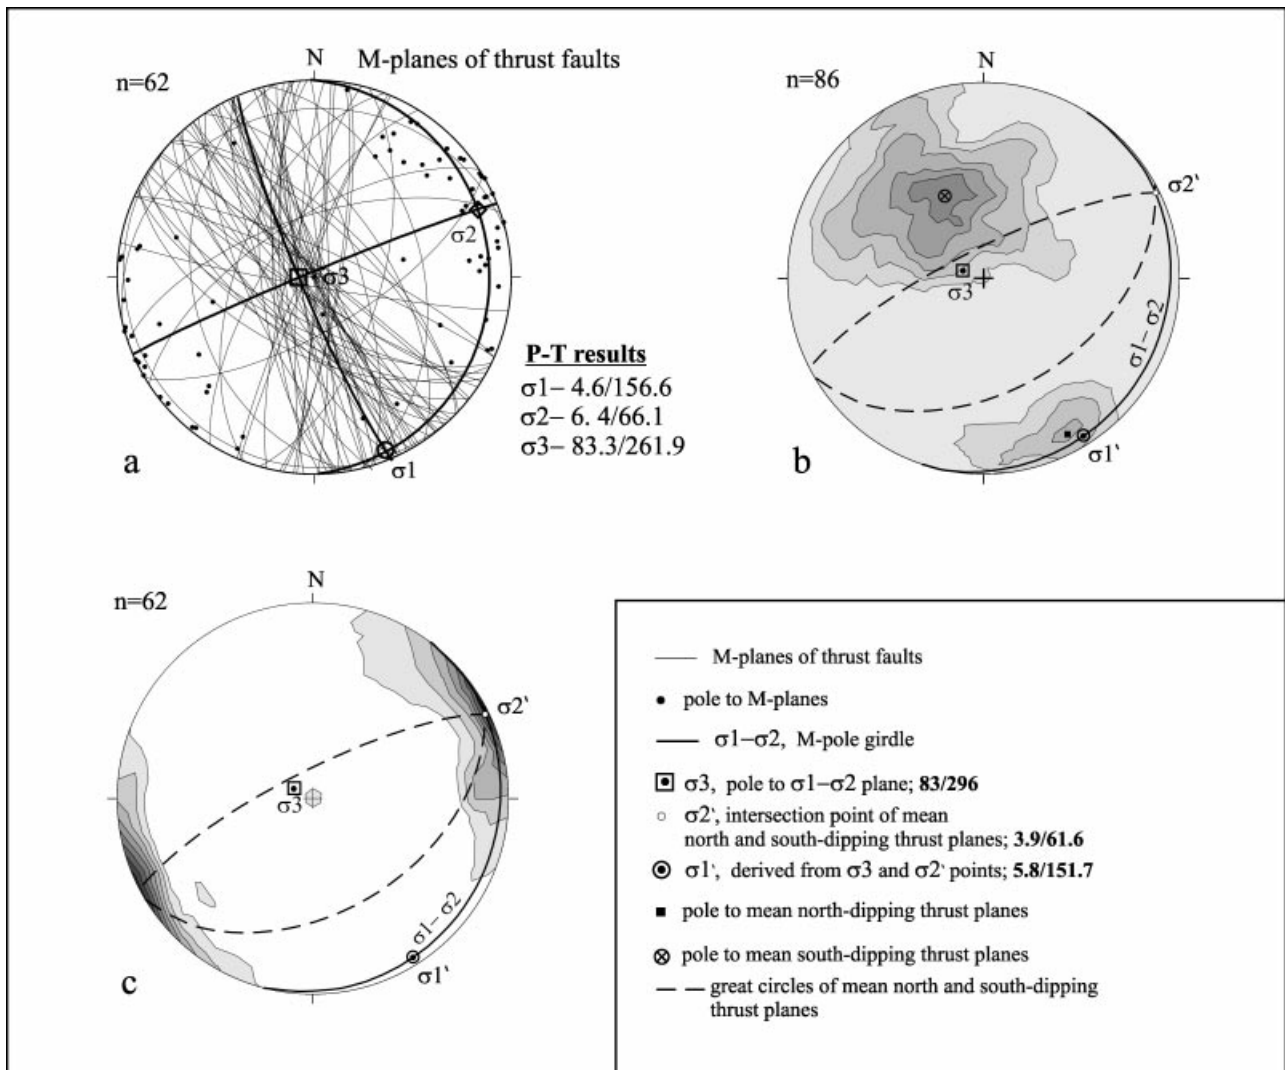 N
M-planes of thrust faults
n=62
σ2
σ3
P-T results
σ1– 4.6/156.6
σ2– 6. 4/66.1
σ3– 83.3/261.9
a
σ1
N
n=86
σ2‛
σ3
σ1–σ2
b
σ1‛
N
n=62
σ2‛
σ3
σ1–σ2
c
σ1‛
M-planes of thrust faults
pole to M-planes
σ1–σ2, M-pole girdle
σ3, pole to σ1–σ2 plane; 83/296
σ2‛, intersection point of mean
north and south-dipping thrust planes; 3.9/61.6
σ1‛, derived from σ3 and σ2‛ points; 5.8/151.7
pole to mean north-dipping thrust planes
pole to mean south-dipping thrust planes
great circles of mean north and south-dipping
thrust planes